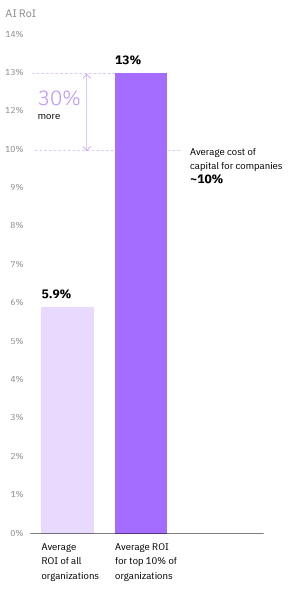 AI RoI
14%
13%
12%
10%
9%
8%
7%
6%
5%
4%
3%
2%
1%
0%
13%
30%
more
Average cost of
capital for companies
~10%
5.9%
Average
ROI of all
organizations
Average ROI
for top 10% of
organizations